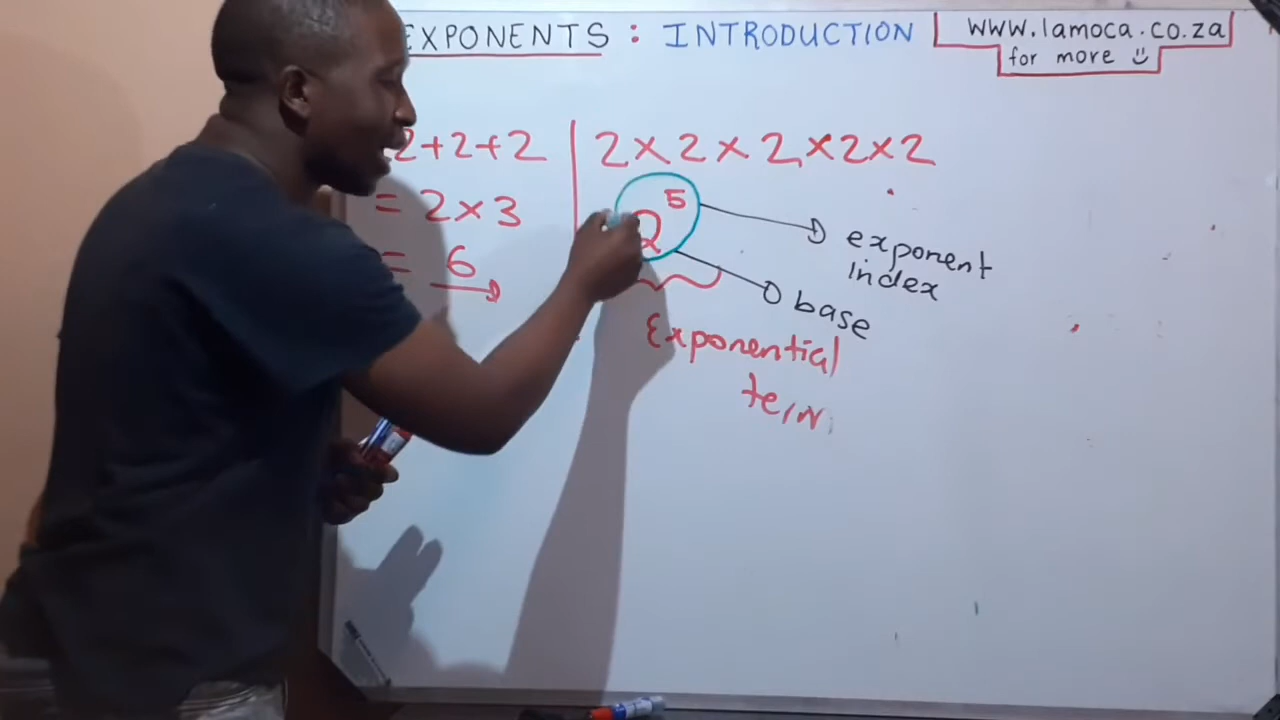 EXPONENTS : INTRODUCTION
www.lamoca.co.za
for more
2+2+2
= 2×3
= 6
2×2×2×2×2
2⁵
exponent
index
base
Exponential
term